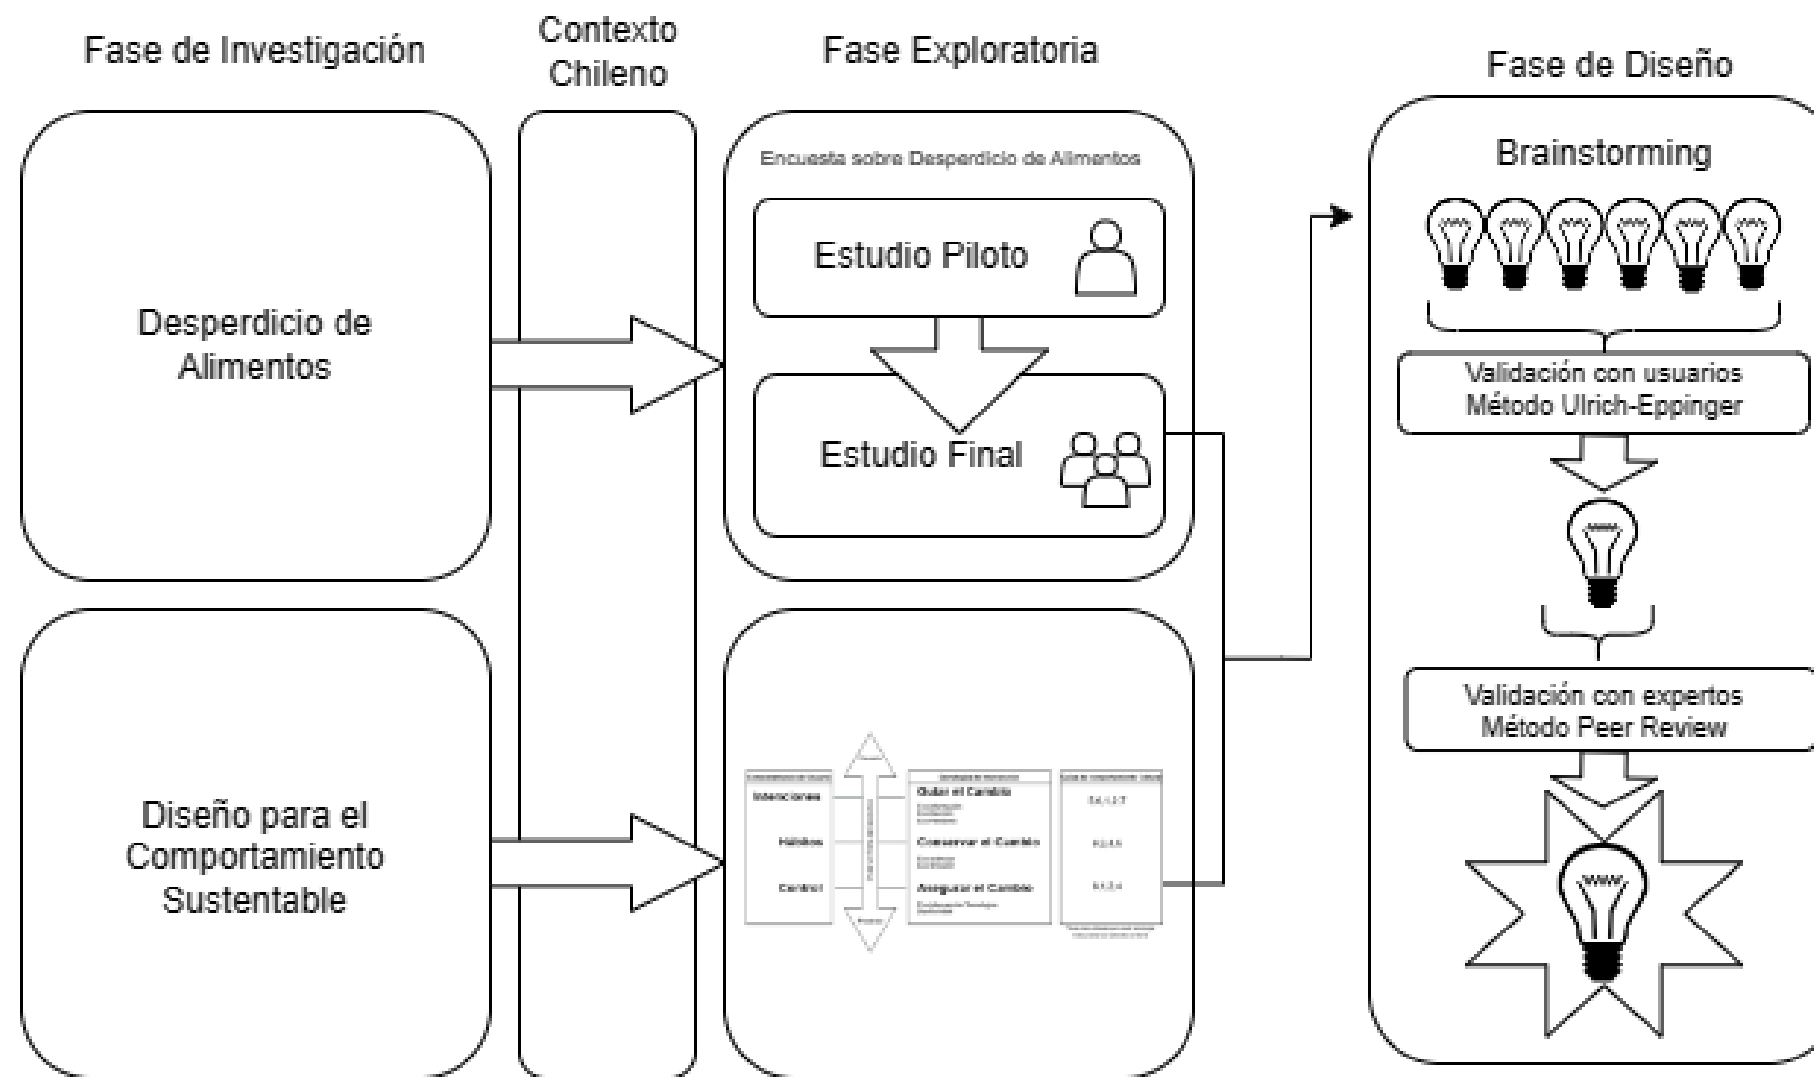 Fase de Investigación
Contexto
Chileno
Fase Exploratoria
Fase de Diseño
Desperdicio de
Alimentos
Diseño para el
Comportamiento
Sustentable
Encuesta sobre Desperdicio de Alimentos
Estudio Piloto
Estudio Final
Intenciones
Hábitos
Control
Guiar el Cambio
Conservar el Cambio
Asegurar el Cambio
Brainstorming
Validación con usuarios
Método Ulrich-Eppinger
Validación con expertos
Método Peer Review